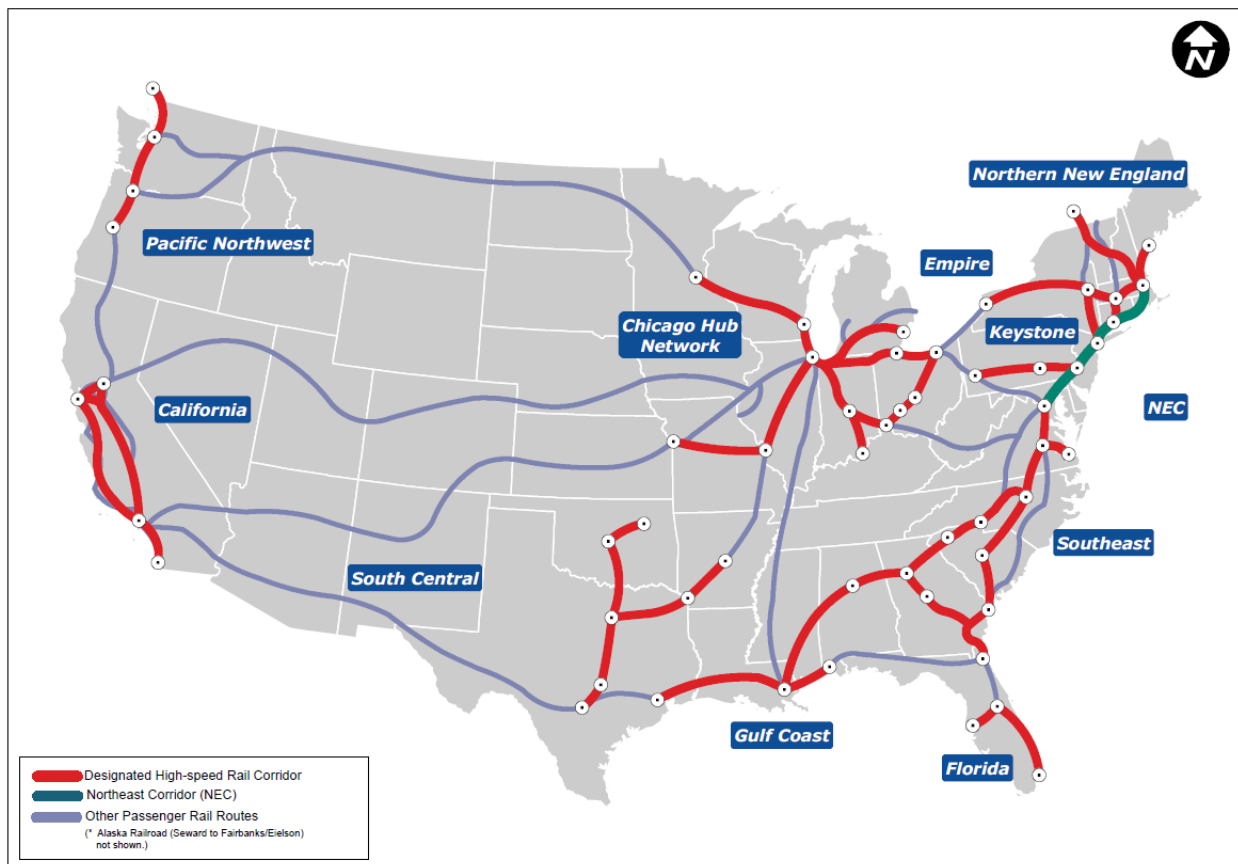 N
Northern New England
Pacific Northwest
Empire
Chicago Hub
Network
Keystone
California
NEC
South Central
Southeast
Gulf Coast
Florida
Designated High-speed Rail Corridor
Northeast Corridor (NEC)
Other Passenger Rail Routes
(* Alaska Railroad (Seward to Fairbanks/Eielson)
not shown.)